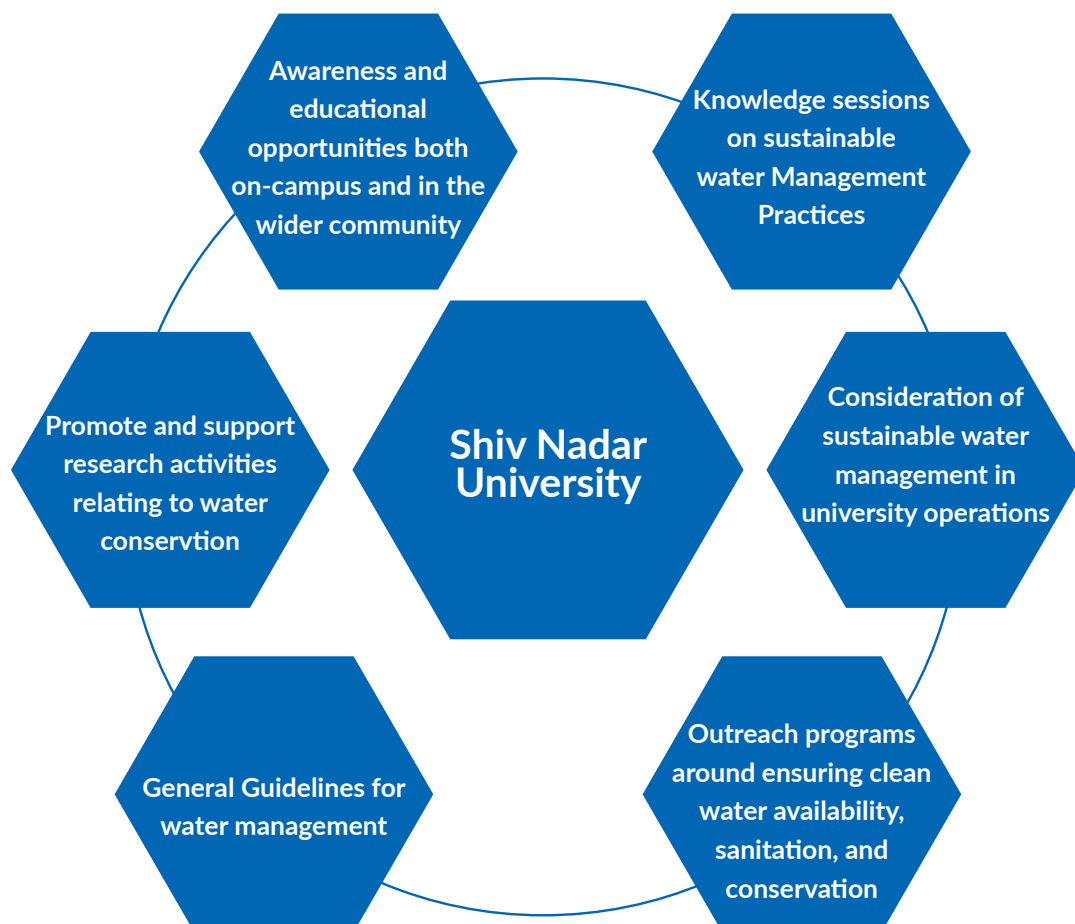 Awareness and
educational
opportunities both
on-campus and in the
wider community
Knowledge sessions
on sustainable
water Management
Practices
Promote and support
research activities
relating to water
conservtion
Shiv Nadar
University
Consideration of
sustainable water
management in
university operations
General Guidelines for
water management
Outreach programs
around ensuring clean
water availability,
sanitation, and
conservation